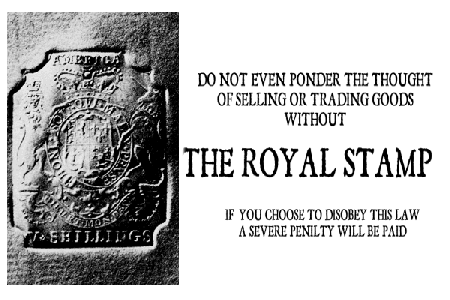 AMERICA
DO NOT EVEN PONDER THE THOUGHT
OF SELLING OR TRADING GOODS
WITHOUT
THE ROYAL STAMP
IF YOU CHOOSE TO DISOBEY THIS LAW
A SEVERE PENILTY WILL BE PAID
SHILLINGS